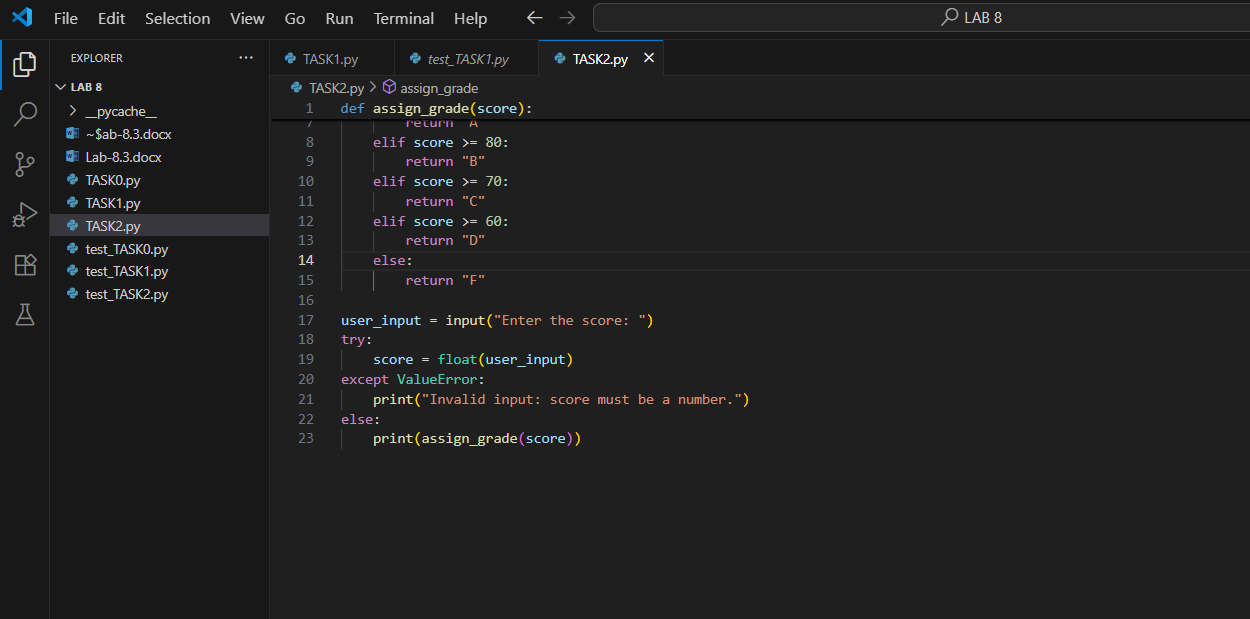 File Edit Selection View Go Run Terminal Help
LAB 8
EXPLORER
LAB 8
__pycache__
~$ab-8.3.docx
Lab-8.3.docx
TASK0.py
TASK1.py
TASK2.py
test_TASK0.py
test_TASK1.py
test_TASK2.py
TASK1.py test_TASK1.py TASK2.py
TASK2.py > assign_grade
1 def assign_grade(score):
7 return "A"
8 elif score >= 80:
9 return "B"
10 elif score >= 70:
11 return "C"
12 elif score >= 60:
13 return "D"
14 else:
15 return "F"
16
17 user_input = input("Enter the score: ")
18 try:
19 score = float(user_input)
20 except ValueError:
21 print("Invalid input: score must be a number.")
22 else:
23 print(assign_grade(score))